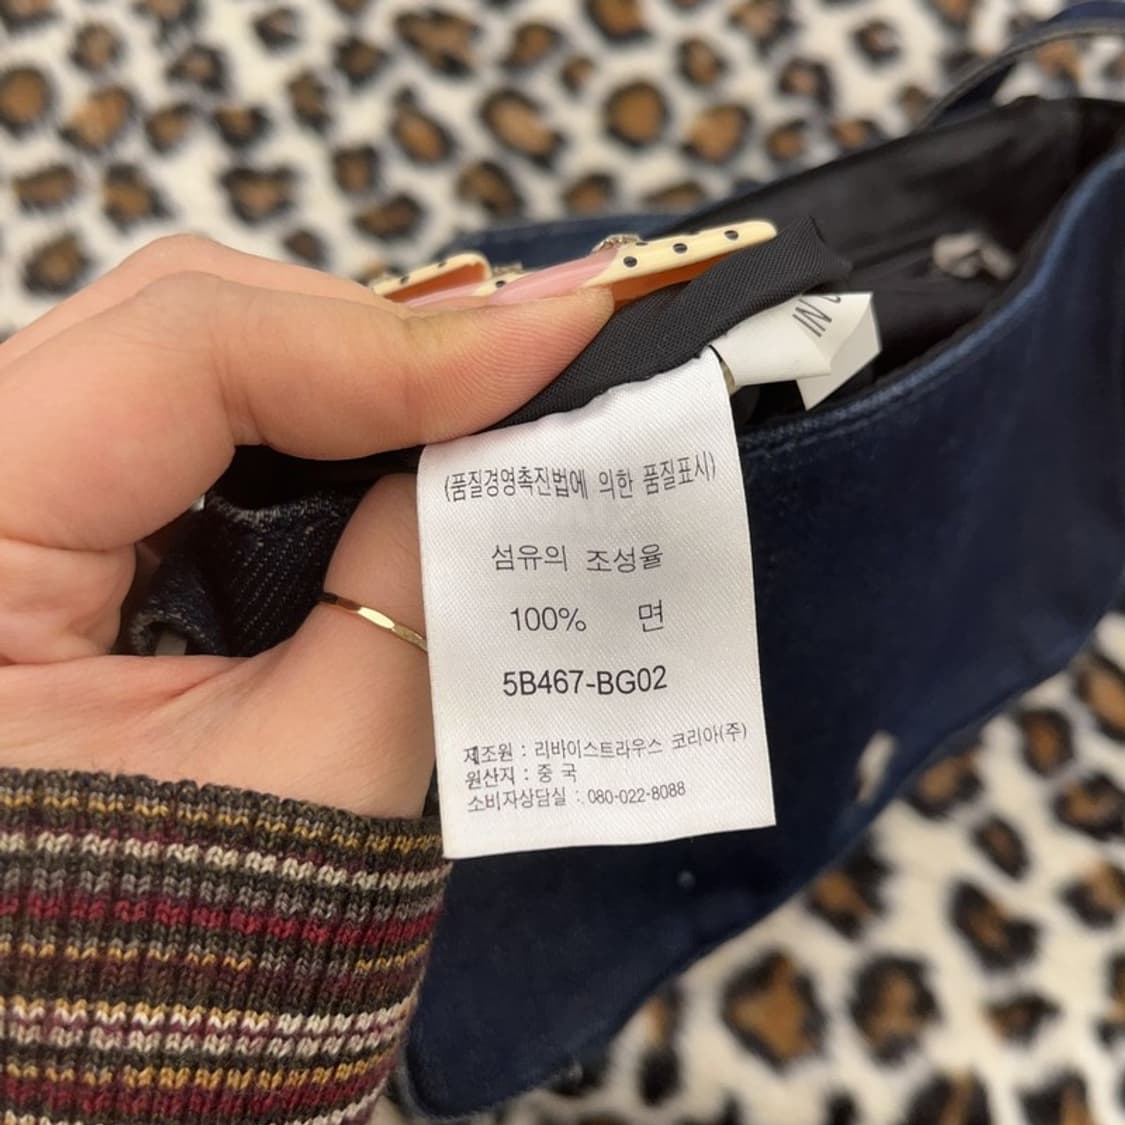 (품질경영촉진법에 의한 품질표시)
섬유의 조성율
100% 면
5B467-BG02
제조원 : 리바이스트라우스 코리아(주)
원산지 : 중국
소비자상담실 : 080-022-8088
IN